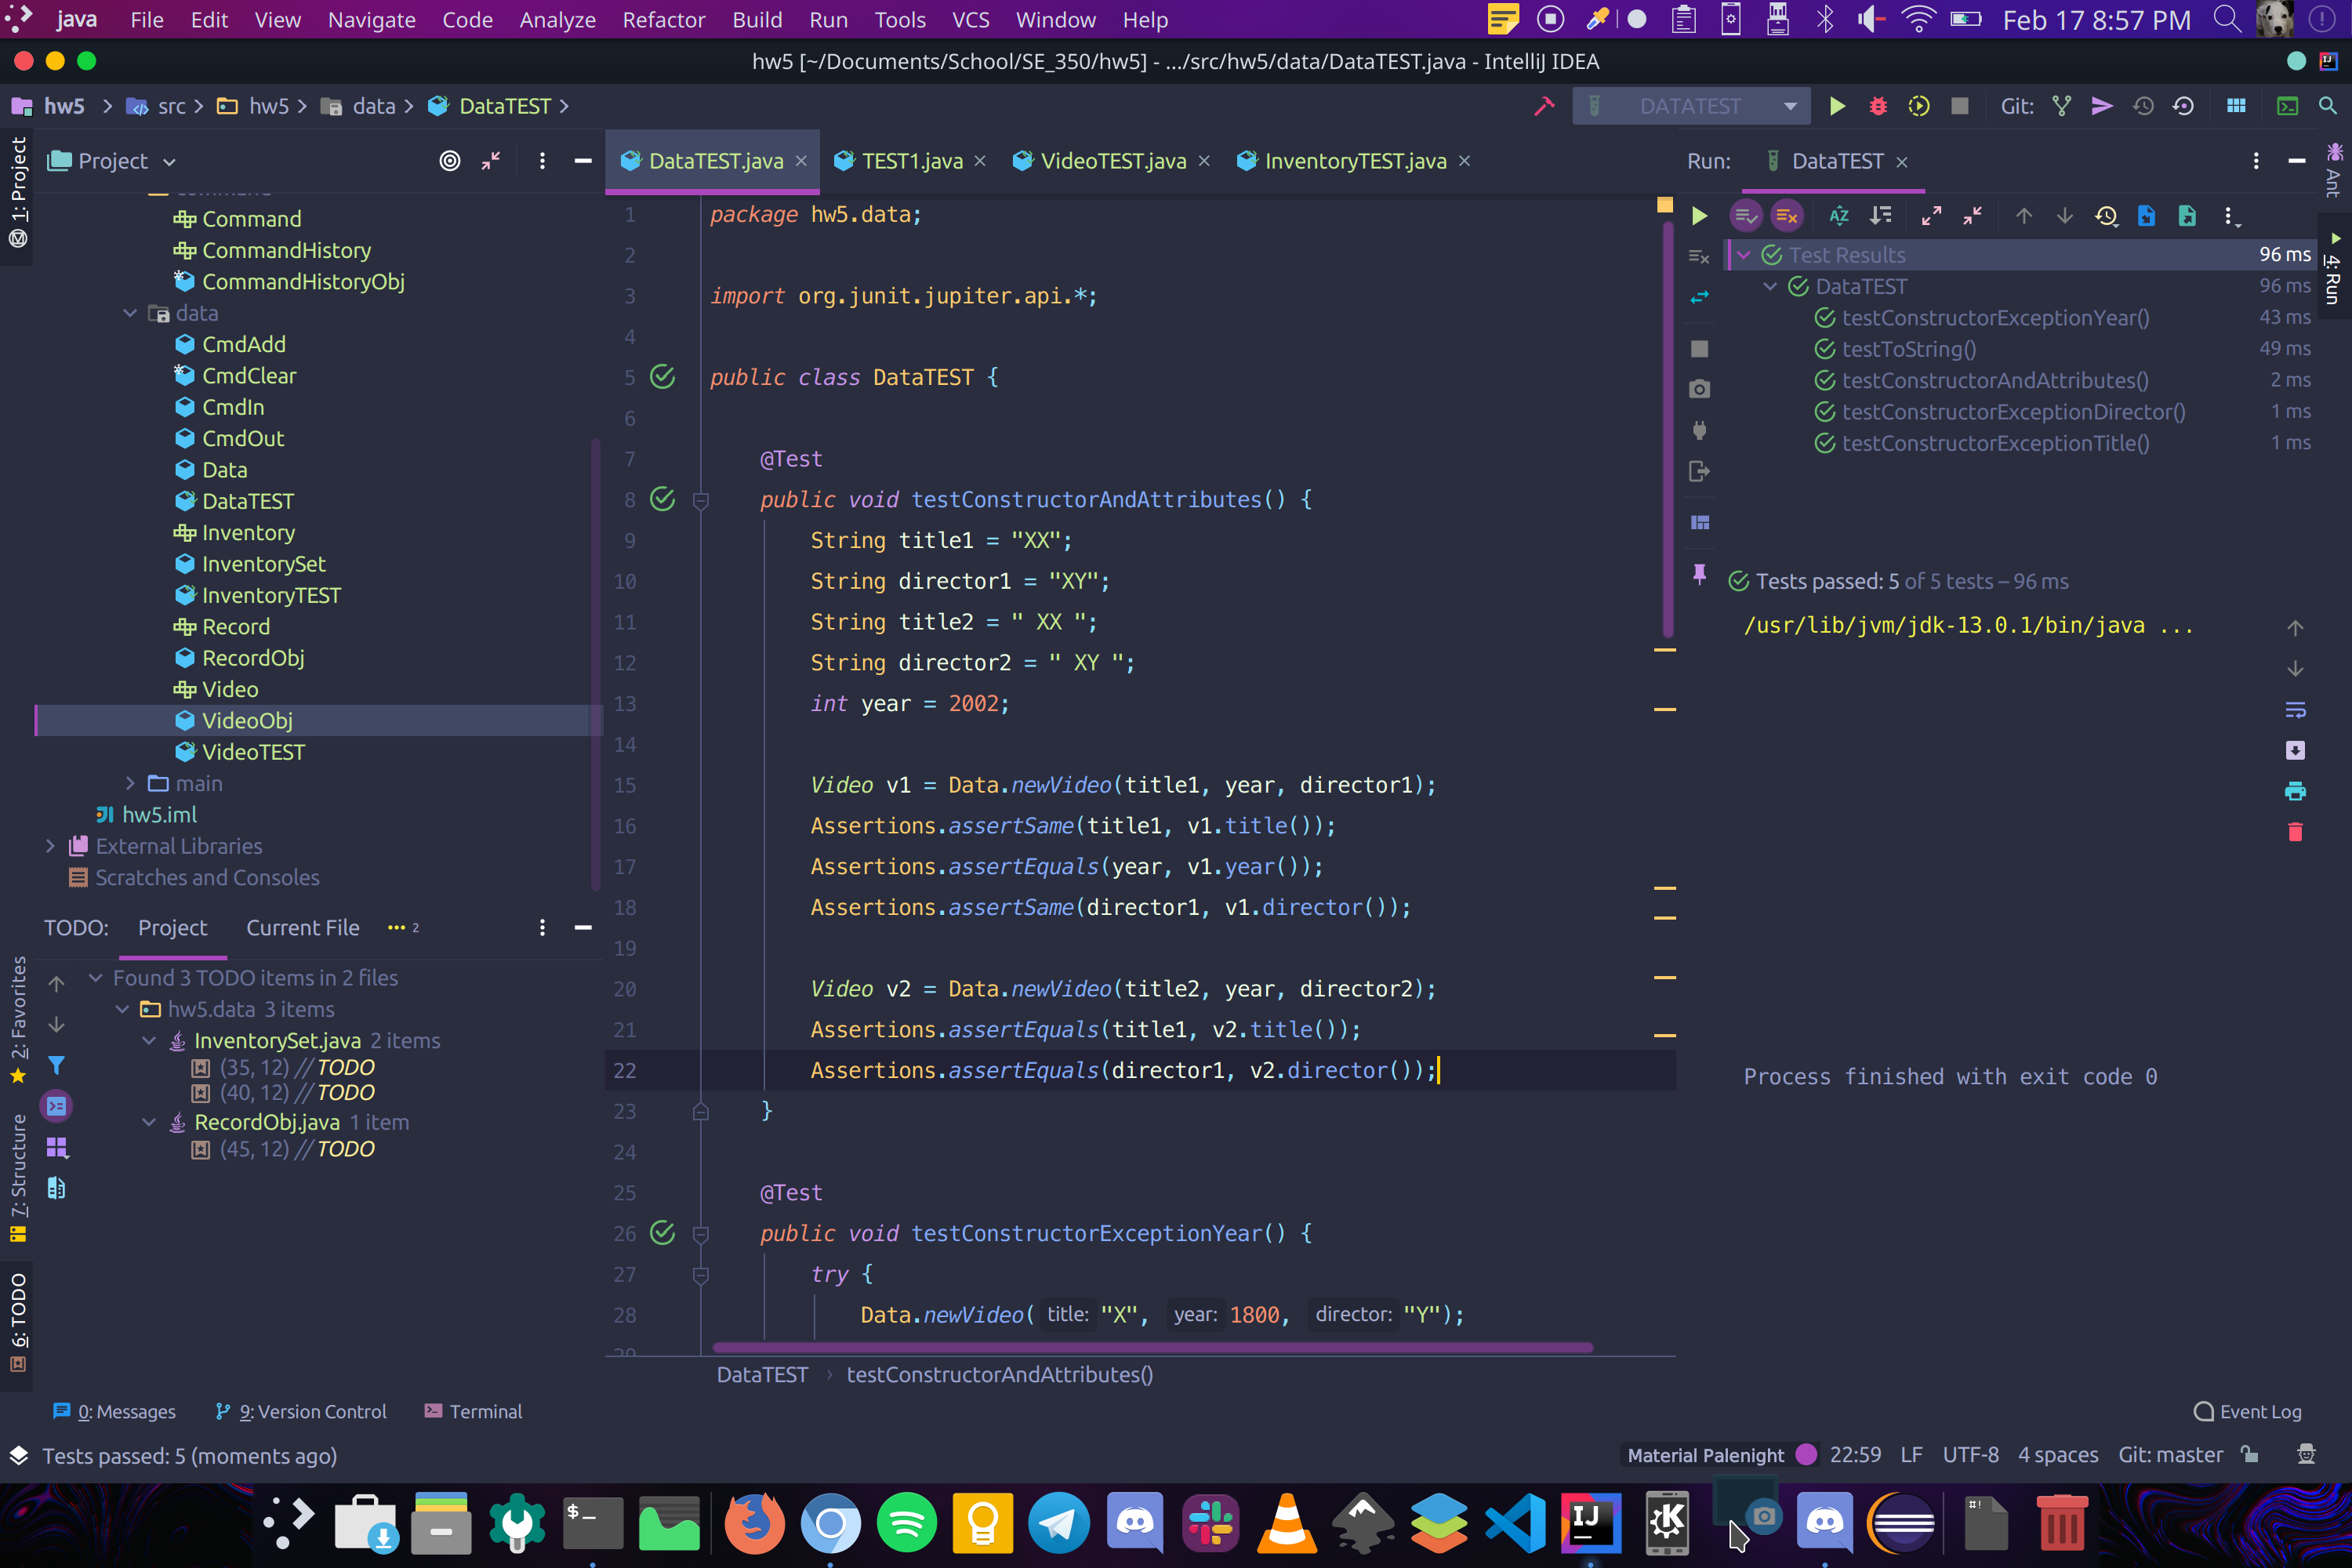 java File Edit View Navigate Code Analyze Refactor Build Run Tools VCS Window Help Feb 17 8:57 PM
hw5 [~/Documents/School/SE_350/hw5] - .../src/hw5/data/DataTEST.java - IntelliJ IDEA
hw5 src hw5 data DataTEST DATATEST Git:
1: Project
2: Favorites
7: Structure
6: TODO
Project
Command
CommandHistory
CommandHistoryObj
data
CmdAdd
CmdClear
CmdIn
CmdOut
Data
DataTEST
Inventory
InventorySet
InventoryTEST
Record
RecordObj
Video
VideoObj
VideoTEST
main
hw5.iml
External Libraries
Scratches and Consoles
TODO: Project Current File 2
Found 3 TODO items in 2 files
hw5.data 3 items
InventorySet.java 2 items
(35, 12) // TODO
(40, 12) // TODO
RecordObj.java 1 item
(45, 12) // TODO
DataTEST.java TEST1.java VideoTEST.java InventoryTEST.java
1 package hw5.data;
2
3 import org.junit.jupiter.api.*;
4
5 public class DataTEST {
6
7 @Test
8 public void testConstructorAndAttributes() {
9 String title1 = "XX";
10 String director1 = "XY";
11 String title2 = " XX ";
12 String director2 = " XY ";
13 int year = 2002;
14
15 Video v1 = Data.newVideo(title1, year, director1);
16 Assertions.assertSame(title1, v1.title());
17 Assertions.assertEquals(year, v1.year());
18 Assertions.assertSame(director1, v1.director());
19
20 Video v2 = Data.newVideo(title2, year, director2);
21 Assertions.assertEquals(title1, v2.title());
22 Assertions.assertEquals(director1, v2.director());
23 }
24
25 @Test
26 public void testConstructorExceptionYear() {
27 try {
28 Data.newVideo( title: "X", year: 1800, director: "Y");
29
DataTEST › testConstructorAndAttributes()
Run: DataTEST
Test Results 96 ms
DataTEST 96 ms
testConstructorExceptionYear() 43 ms
testToString() 49 ms
testConstructorAndAttributes() 2 ms
testConstructorExceptionDirector() 1 ms
testConstructorExceptionTitle() 1 ms
Tests passed: 5 of 5 tests – 96 ms
/usr/lib/jvm/jdk-13.0.1/bin/java ...
Process finished with exit code 0
Ant
4: Run
0: Messages 9: Version Control Terminal Event Log
Tests passed: 5 (moments ago) Material Palenight 22:59 LF UTF-8 4 spaces Git: master